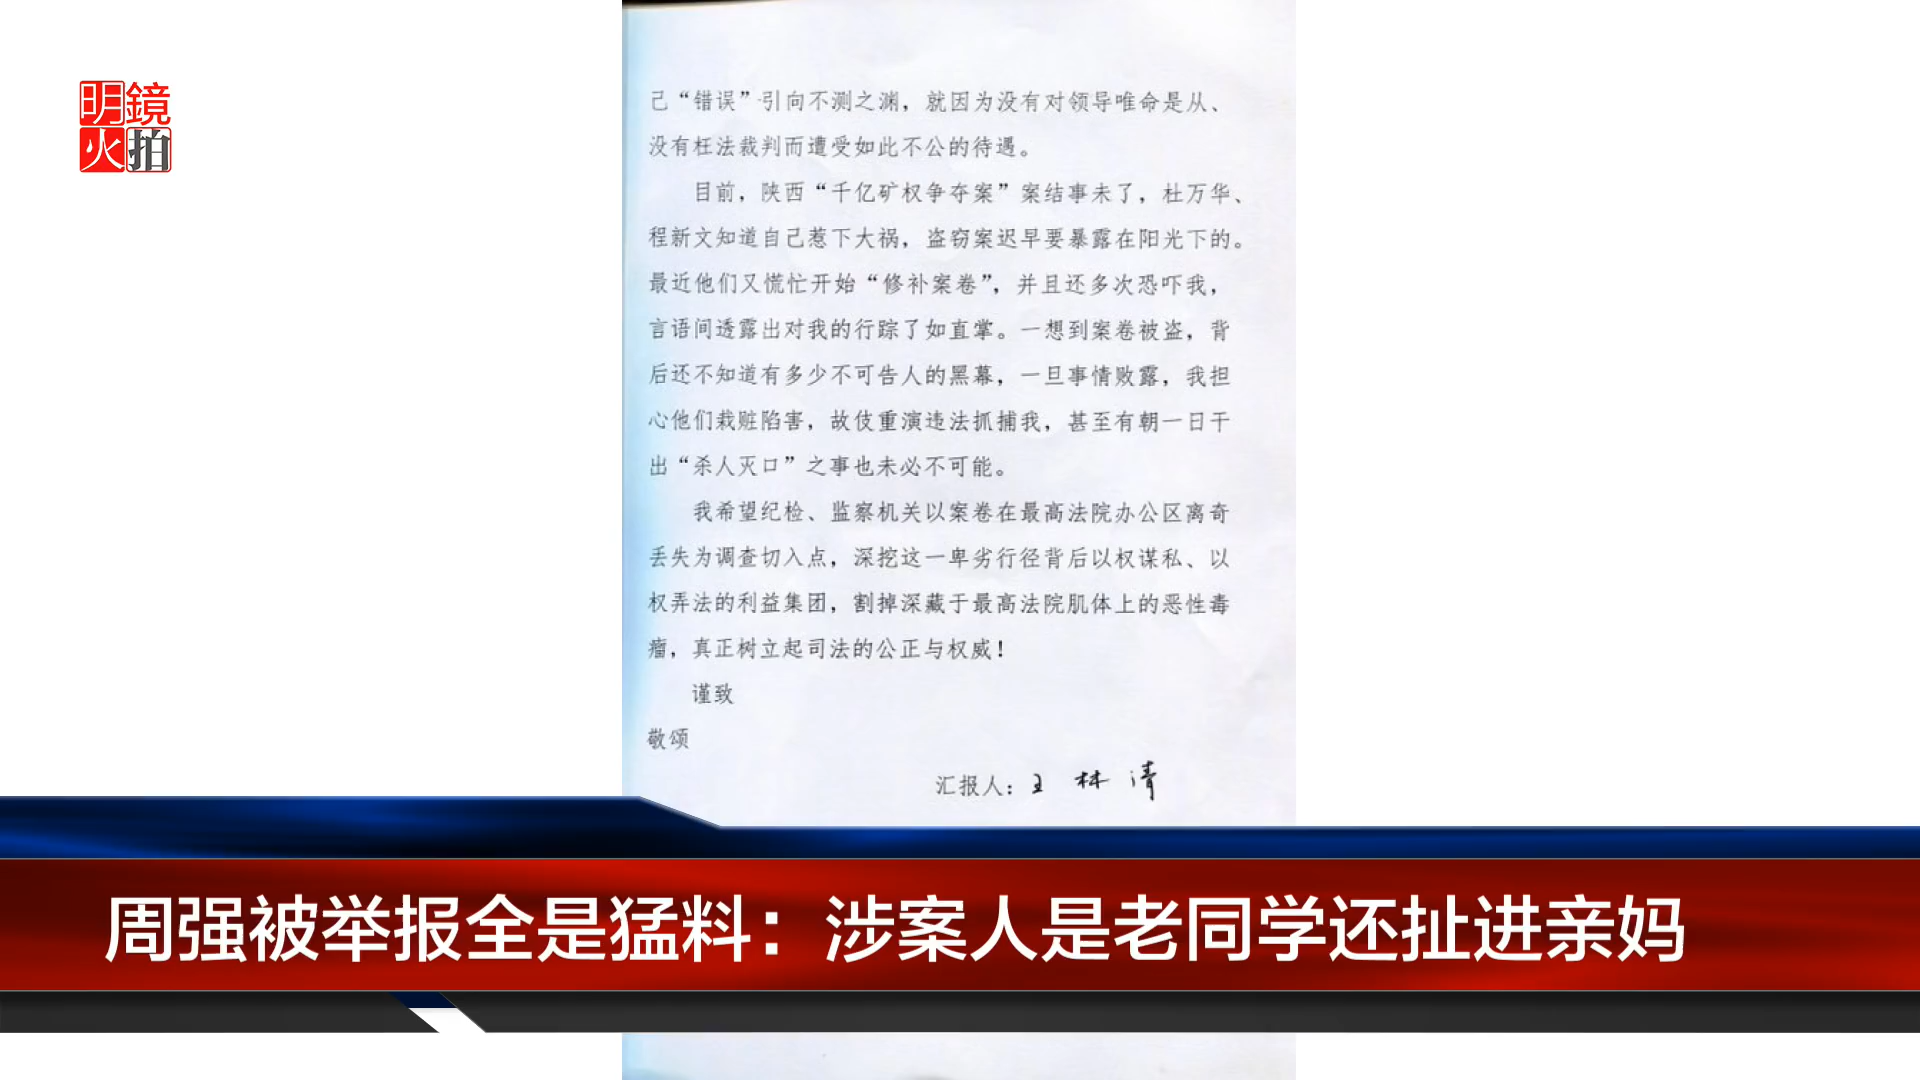 明鏡
火拍
己“错误”引向不测之渊，就因为没有对领导唯命是从、
没有枉法裁判而遭受如此不公的待遇。
目前，陕西“千亿矿权争夺案”案结事未了，杜万华、
程新文知道自己惹下大祸，盗窃案迟早要暴露在阳光下的。
最近他们又慌忙开始“修补案卷”，并且还多次恐吓我，
言语间透露出对我的行踪了如直掌。一想到案卷被盗，背
后还不知道有多少不可告人的黑幕，一旦事情败露，我担
心他们栽赃陷害，故伎重演违法抓捕我，甚至有朝一日干
出“杀人灭口”之事也未必不可能。
我希望纪检、监察机关以案卷在最高法院办公区离奇
丢失为调查切入点，深挖这一卑劣行径背后以权谋私、以
权弄法的利益集团，割掉深藏于最高法院肌体上的恶性毒
瘤，真正树立起司法的公正与权威！
谨致
敬颂
汇报人：王林清
周强被举报全是猛料：涉案人是老同学还扯进亲妈